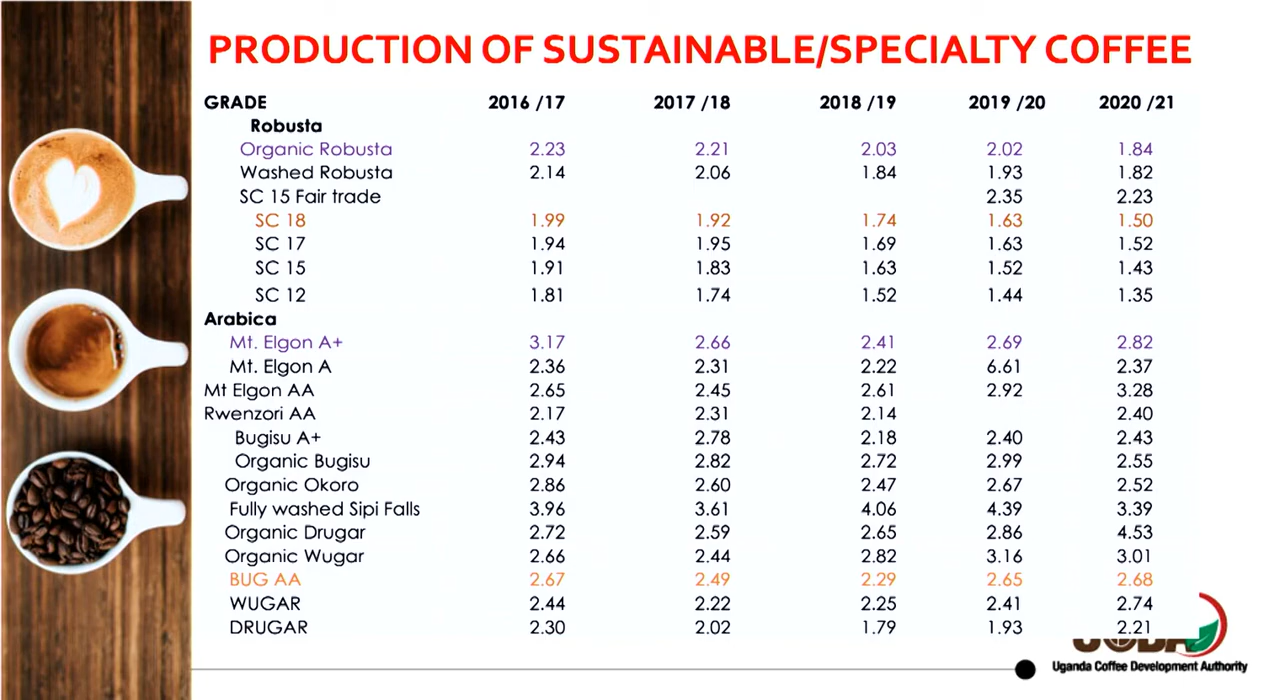 PRODUCTION OF SUSTAINABLE/SPECIALTY COFFEE
GRADE 2016 /17 2017 /18 2018 /19 2019 /20 2020 /21
Robusta
Organic Robusta 2.23 2.21 2.03 2.02 1.84
Washed Robusta 2.14 2.06 1.84 1.93 1.82
SC 15 Fair trade 2.35 2.23
SC 18 1.99 1.92 1.74 1.63 1.50
SC 17 1.94 1.95 1.69 1.63 1.52
SC 15 1.91 1.83 1.63 1.52 1.43
SC 12 1.81 1.74 1.52 1.44 1.35
Arabica
Mt. Elgon A+ 3.17 2.66 2.41 2.69 2.82
Mt. Elgon A 2.36 2.31 2.22 6.61 2.37
Mt Elgon AA 2.65 2.45 2.61 2.92 3.28
Rwenzori AA 2.17 2.31 2.14 2.40
Bugisu A+ 2.43 2.78 2.18 2.40 2.43
Organic Bugisu 2.94 2.82 2.72 2.99 2.55
Organic Okoro 2.86 2.60 2.47 2.67 2.52
Fully washed Sipi Falls 3.96 3.61 4.06 4.39 3.39
Organic Drugar 2.72 2.59 2.65 2.86 4.53
Organic Wugar 2.66 2.44 2.82 3.16 3.01
BUG AA 2.67 2.49 2.29 2.65 2.68
WUGAR 2.44 2.22 2.25 2.41 2.74
DRUGAR 2.30 2.02 1.79 1.93 2.21
Uganda Coffee Development Authority